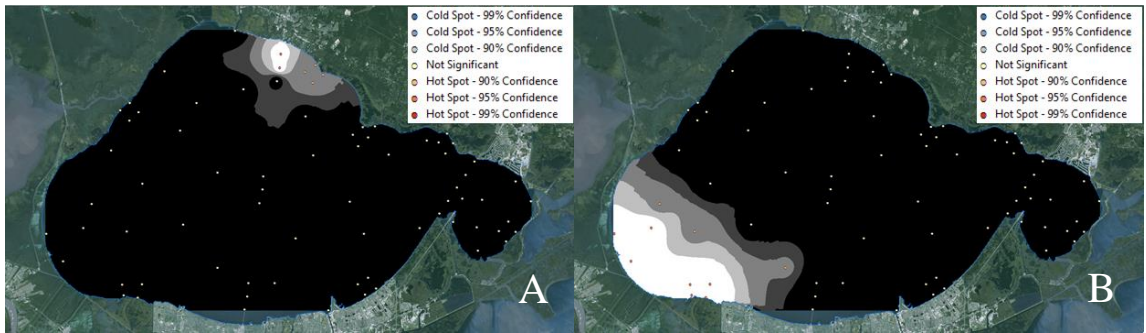 Cold Spot - 99% Confidence
Cold Spot - 95% Confidence
Cold Spot - 90% Confidence
Not Significant
Hot Spot - 90% Confidence
Hot Spot - 95% Confidence
Hot Spot - 99% Confidence
A
Cold Spot - 99% Confidence
Cold Spot - 95% Confidence
Cold Spot - 90% Confidence
Not Significant
Hot Spot - 90% Confidence
Hot Spot - 95% Confidence
Hot Spot - 99% Confidence
B